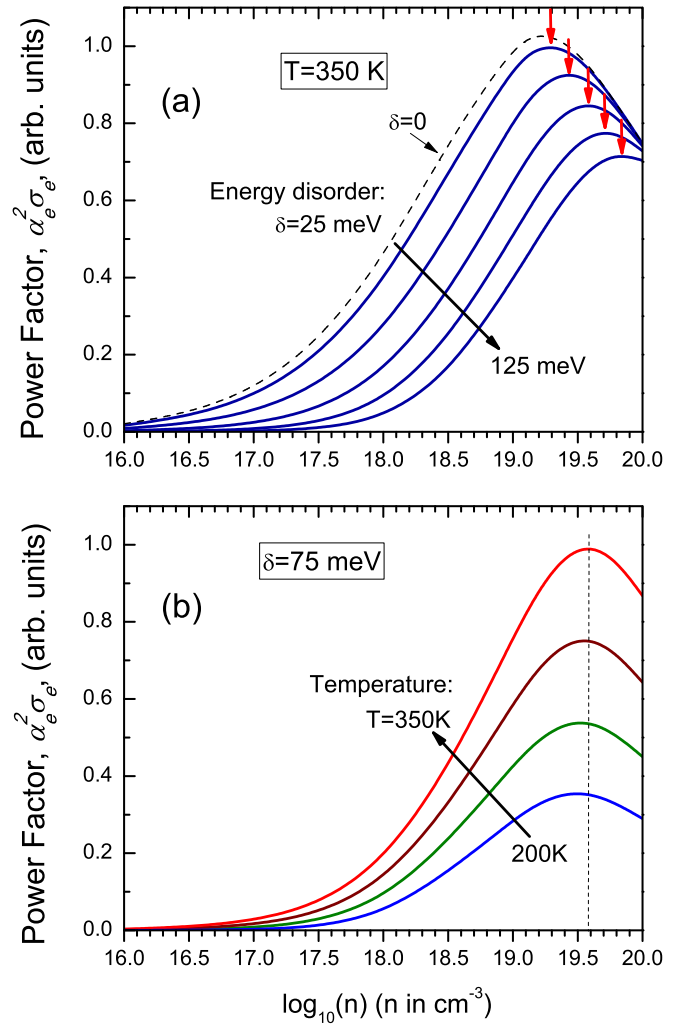 Power Factor, α²ₑσₑ, (arb. units)
1.0
0.8
0.6
0.4
0.2
0.0
T=350 K
(a)
δ=0
Energy disorder:
δ=25 meV
125 meV
16.0 16.5 17.0 17.5 18.0 18.5 19.0 19.5 20.0
Power Factor, α²ₑσₑ, (arb. units)
1.0
0.8
0.6
0.4
0.2
0.0
δ=75 meV
(b)
Temperature:
T=350K
200K
16.0 16.5 17.0 17.5 18.0 18.5 19.0 19.5 20.0
log₁₀(n) (n in cm⁻³)